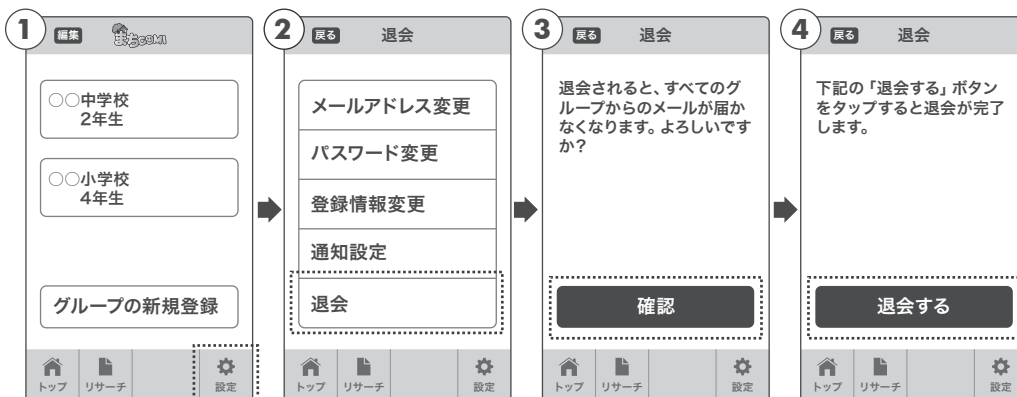 1
編集
まちcomi
○○中学校
2年生
○○小学校
4年生
グループの新規登録
トップ
リサーチ
設定
2
戻る
退会
メールアドレス変更
パスワード変更
登録情報変更
通知設定
退会
トップ
リサーチ
設定
3
戻る
退会
退会されると、すべてのグ
ループからのメールが届か
なくなります。よろしいです
か?
確認
トップ
リサーチ
設定
4
戻る
退会
下記の「退会する」ボタン
をタップすると退会が完了
します。
退会する
トップ
リサーチ
設定